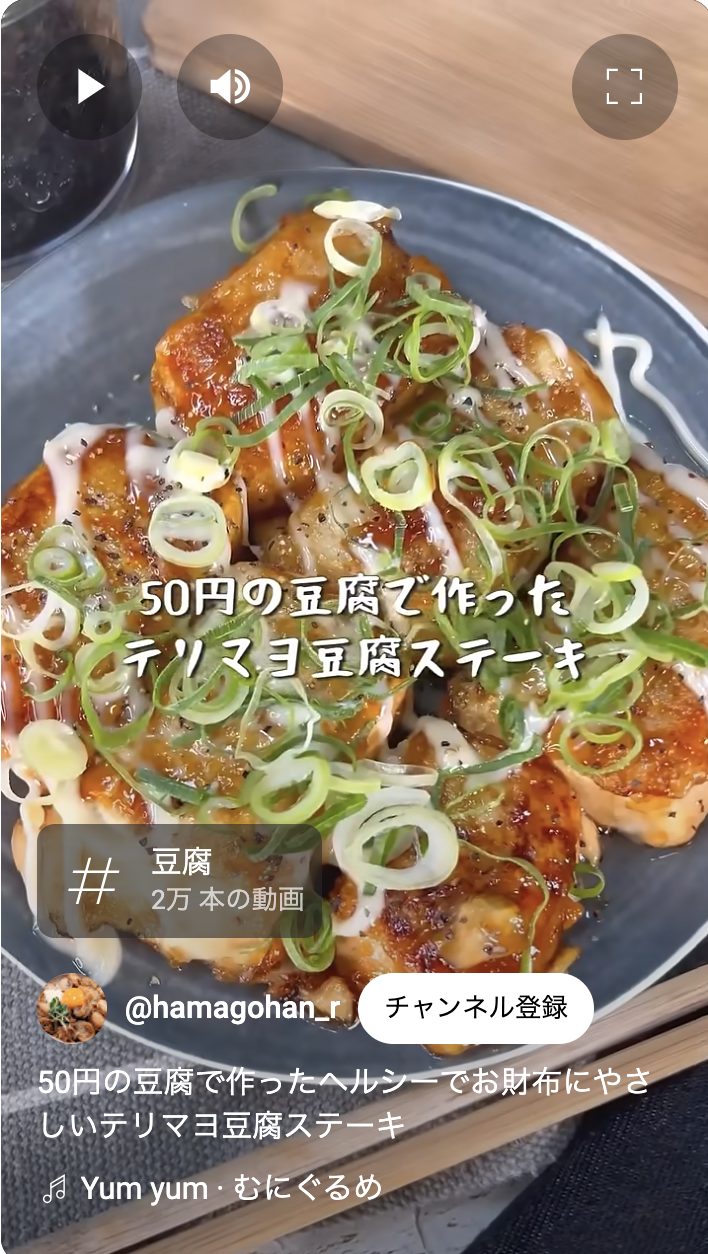 50円の豆腐で作った
テリマヨ豆腐ステーキ
# 豆腐
2万 本の動画
@hamagohan_r チャンネル登録
50円の豆腐で作ったヘルシーでお財布にやさ
しいテリマヨ豆腐ステーキ
Yum yum · むにぐるめ